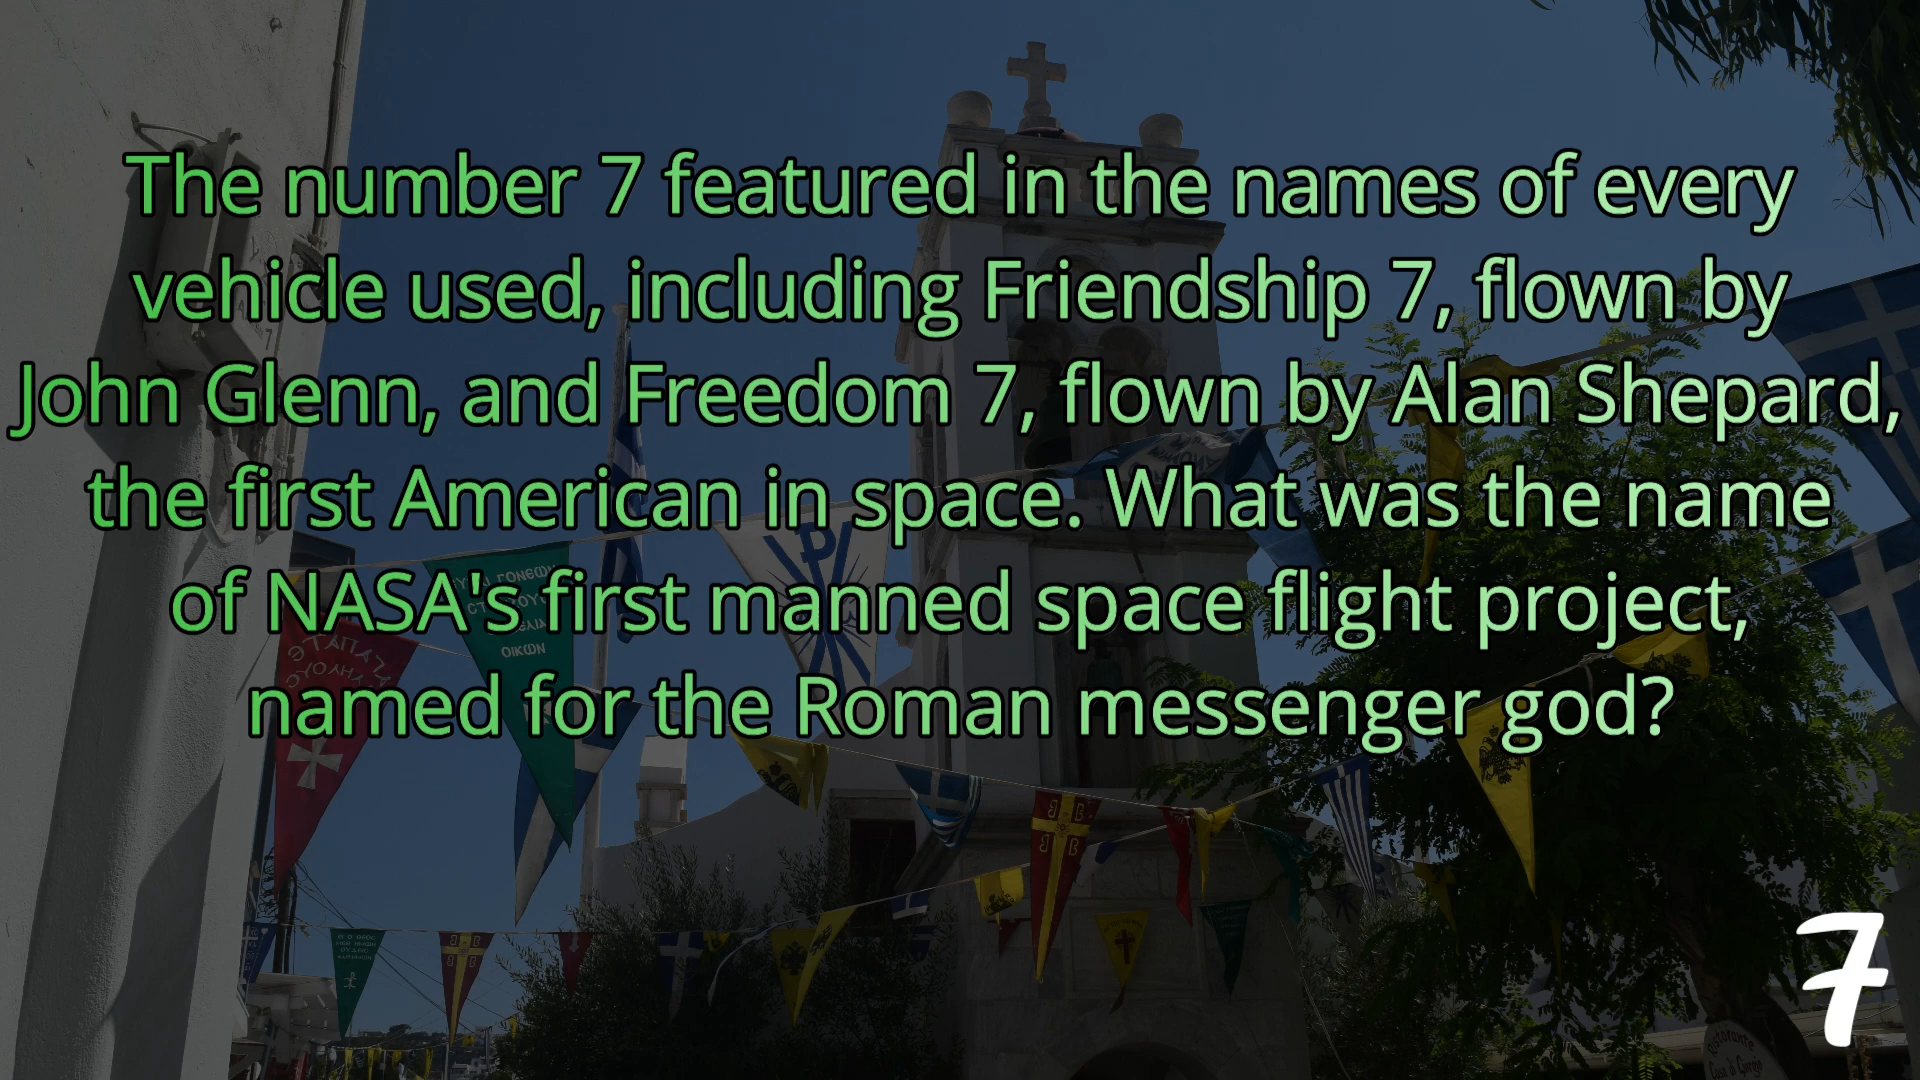 The number 7 featured in the names of every
vehicle used, including Friendship 7, flown by
John Glenn, and Freedom 7, flown by Alan Shepard,
the first American in space. What was the name
of NASA's first manned space flight project,
named for the Roman messenger god?
ΟΙΚΩΝ
7
Ristorante